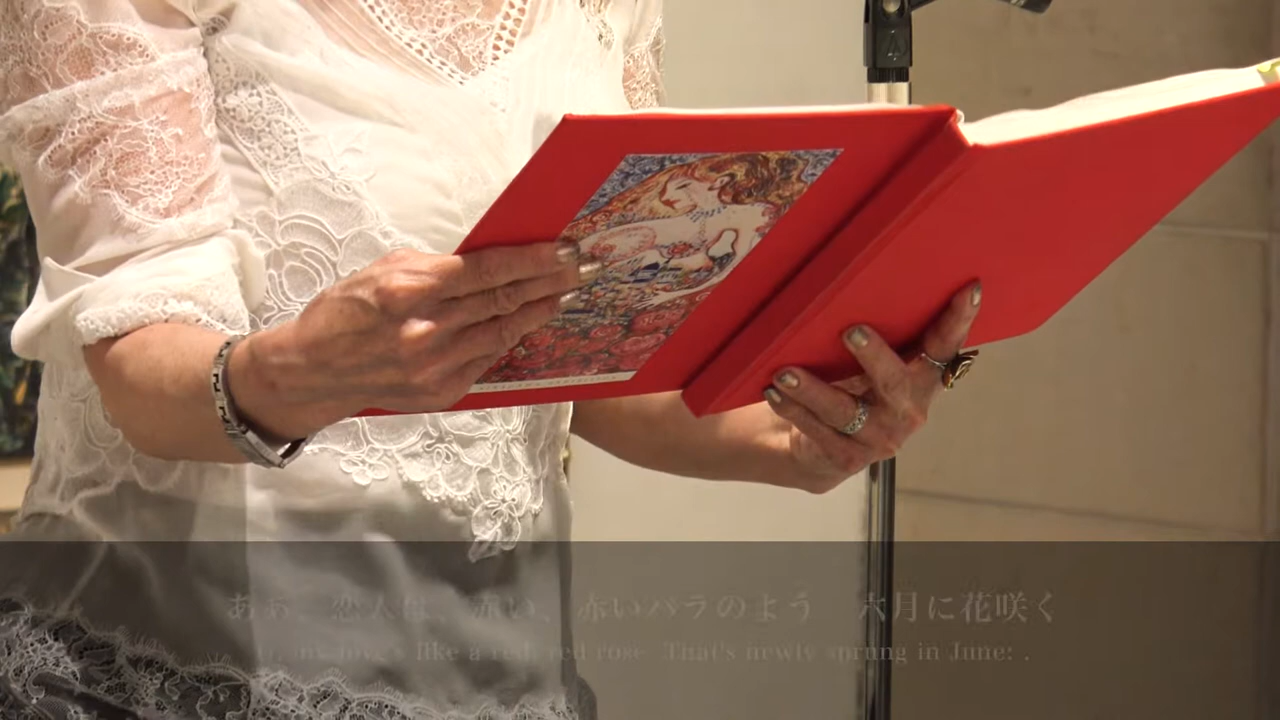 ああ、恋人は、赤い、赤いバラのよう　六月に花咲く
my love's like a red, red rose That's newly sprung in June: .